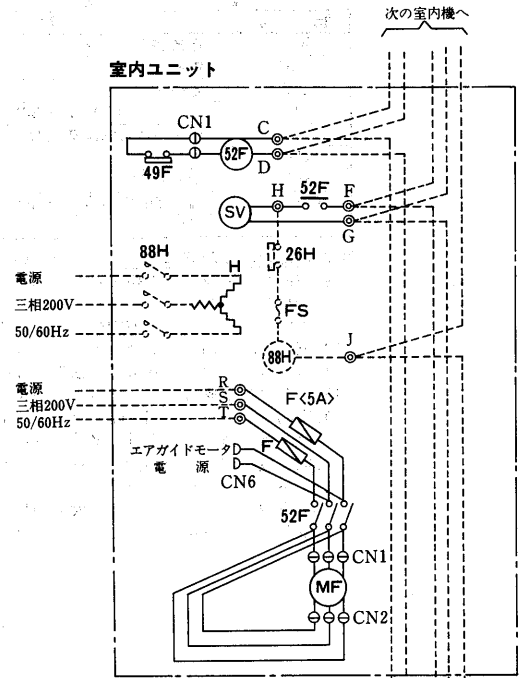 次の室内機へ
室内ユニット
CN1
C
52F
D
49F
H
52F
F
SV
G
88H
H
26H
電源
三相200V
50/60Hz
FS
J
88H
電源
三相200V
50/60Hz
R
S
T
F<5A>
F
エアガイドモータ
電源
D
D
CN6
52F
CN1
MF
CN2